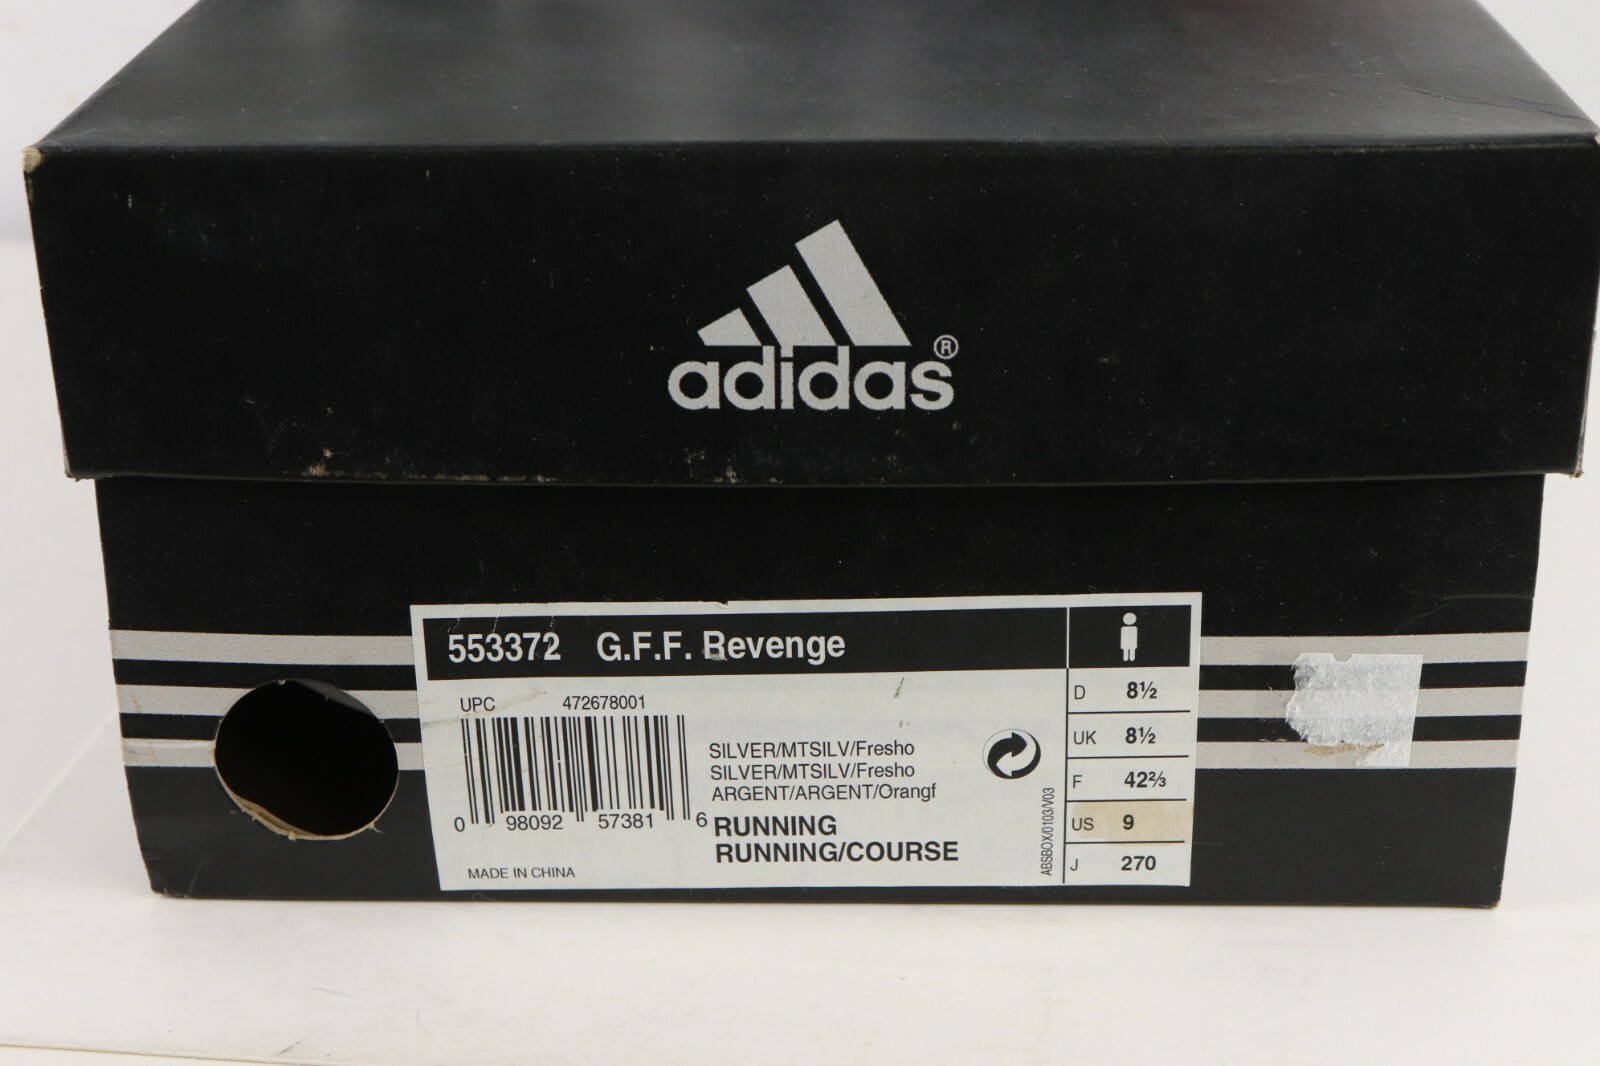 adidas®
553372 G.F.F. Revenge
UPC 472678001
0 98092 57381 6
MADE IN CHINA
SILVER/MTSILV/Fresho
SILVER/MTSILV/Fresho
ARGENT/ARGENT/Orangf
RUNNING
RUNNING/COURSE
ABSBOX/0103/V03
D 8½
UK 8½
F 42⅔
US 9
J 270